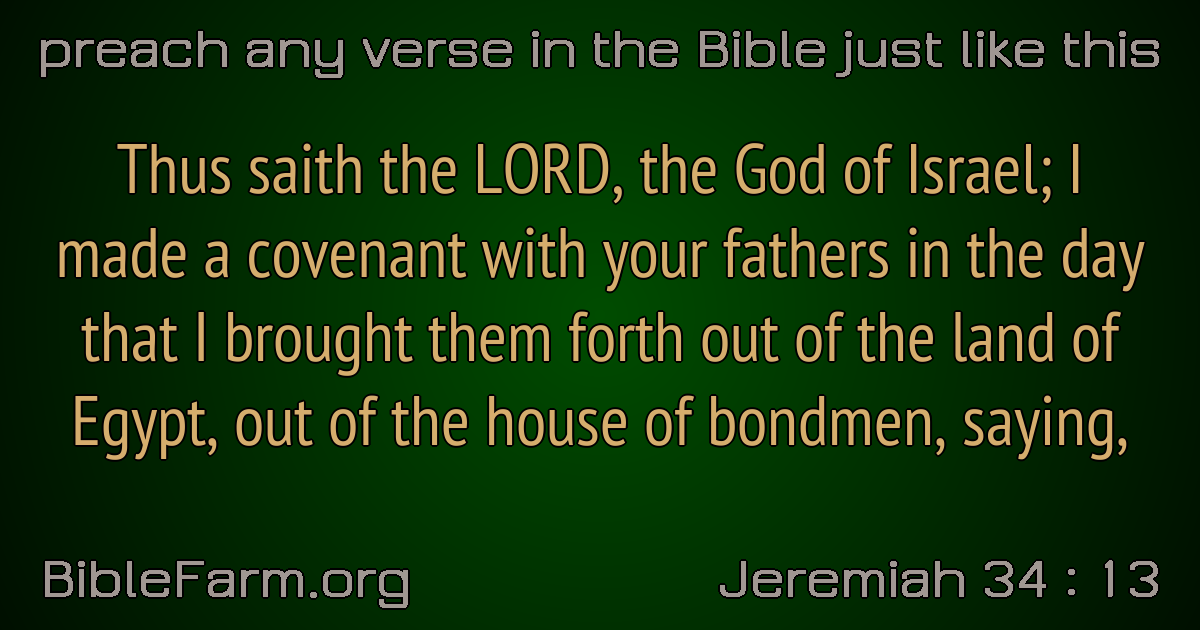 preach any verse in the Bible just like this
Thus saith the LORD, the God of Israel; I
made a covenant with your fathers in the day
that I brought them forth out of the land of
Egypt, out of the house of bondmen, saying,
BibleFarm.org
Jeremiah 34 : 13